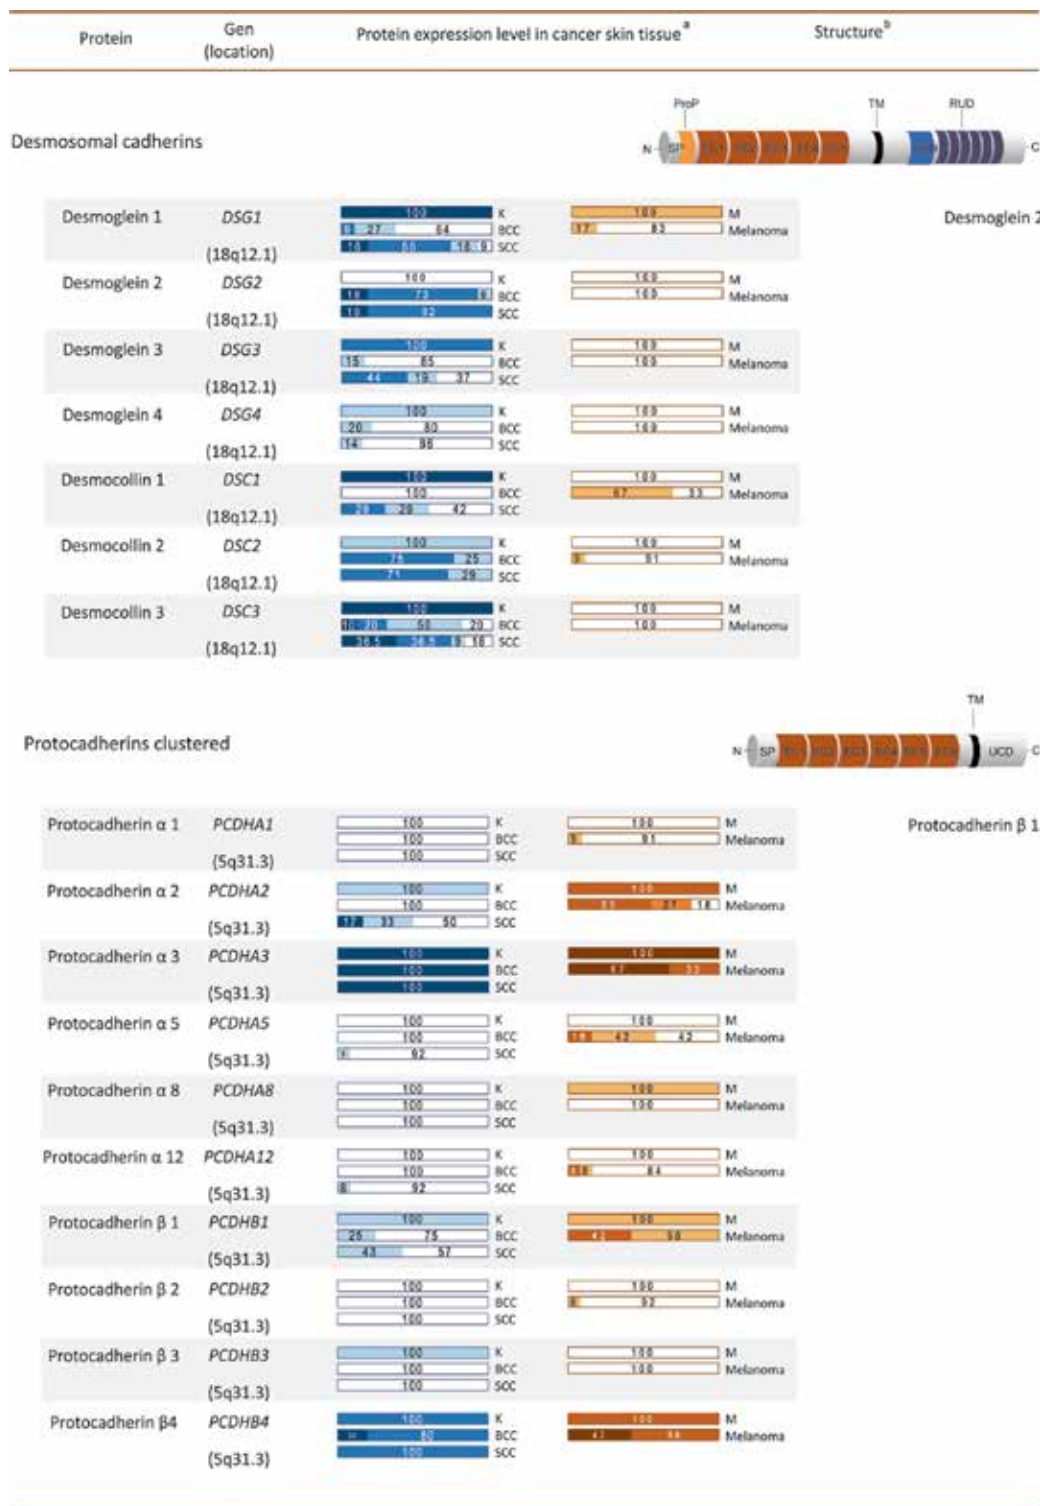 Protein
Gen
(location)
Protein expression level in cancer skin tissue a
Structure b
ProP TM RUD
Desmosomal cadherins
N SP C
Desmoglein 1 DSG1 100 K 100 M
27 64 BCC 17 83 Melanoma
(18q12.1) 18 9 SCC
Desmoglein 2
Desmoglein 2 DSG2 100 K 100 M
BCC 100 Melanoma
(18q12.1) SCC
Desmoglein 3 DSG3 100 K 100 M
15 85 BCC 100 Melanoma
(18q12.1) 44 19 37 SCC
Desmoglein 4 DSG4 100 K 100 M
20 80 BCC 100 Melanoma
(18q12.1) 14 SCC
Desmocollin 1 DSC1 100 K 100 M
100 BCC 67 33 Melanoma
(18q12.1) 29 29 42 SCC
Desmocollin 2 DSC2 100 K 100 M
75 25 BCC 91 Melanoma
(18q12.1) 71 29 SCC
Desmocollin 3 DSC3 100 K 100 M
10 20 50 20 BCC 100 Melanoma
(18q12.1) 36.5 36.5 9 18 SCC
TM
Protocadherins clustered
N SP UCD C
Protocadherin α 1 PCDHA1 100 K 100 M
100 BCC 91 Melanoma
(5q31.3) 100 SCC
Protocadherin β 1
Protocadherin α 2 PCDHA2 100 K 100 M
100 BCC Melanoma
(5q31.3) 17 33 50 SCC
Protocadherin α 3 PCDHA3 100 K 100 M
100 BCC 67 33 Melanoma
(5q31.3) 100 SCC
Protocadherin α 5 PCDHA5 100 K 100 M
100 BCC 42 42 Melanoma
(5q31.3) 92 SCC
Protocadherin α 8 PCDHA8 100 K 100 M
100 BCC 100 Melanoma
(5q31.3) 100 SCC
Protocadherin α 12 PCDHA12 100 K 100 M
100 BCC 84 Melanoma
(5q31.3) 8 92 SCC
Protocadherin β 1 PCDHB1 100 K 100 M
25 75 BCC 42 Melanoma
(5q31.3) 43 57 SCC
Protocadherin β 2 PCDHB2 100 K 100 M
100 BCC 8 92 Melanoma
(5q31.3) 100 SCC
Protocadherin β 3 PCDHB3 100 K 100 M
100 BCC 100 Melanoma
(5q31.3) 100 SCC
Protocadherin β4 PCDHB4 100 K 100 M
80 BCC Melanoma
(5q31.3) 100 SCC